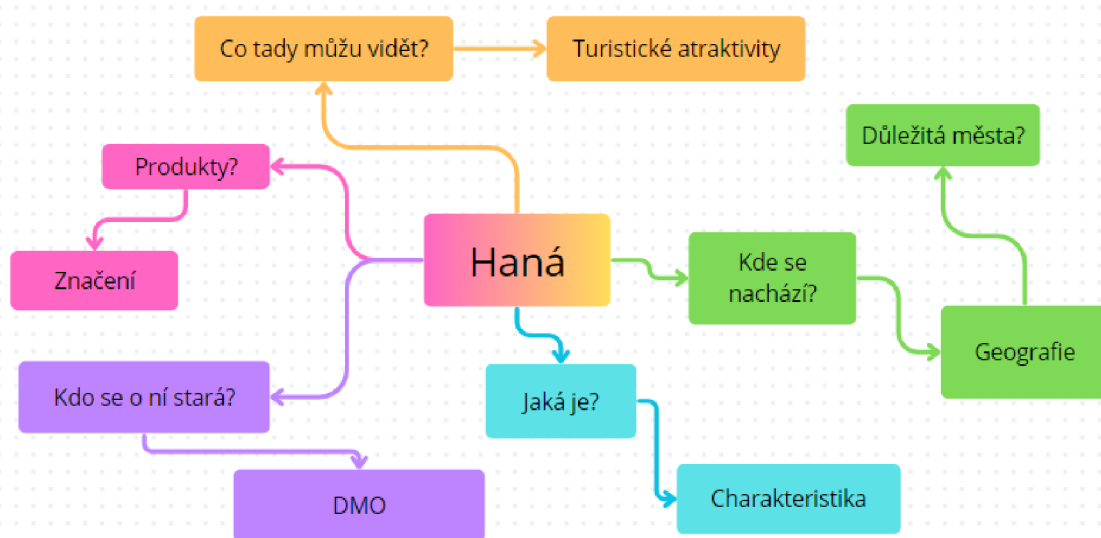 Co tady můžu vidět?
Turistické atraktivity
Důležitá města?
Produkty?
Haná
Kde se
nachází?
Značení
Geografie
Kdo se o ní stará?
Jaká je?
DMO
Charakteristika